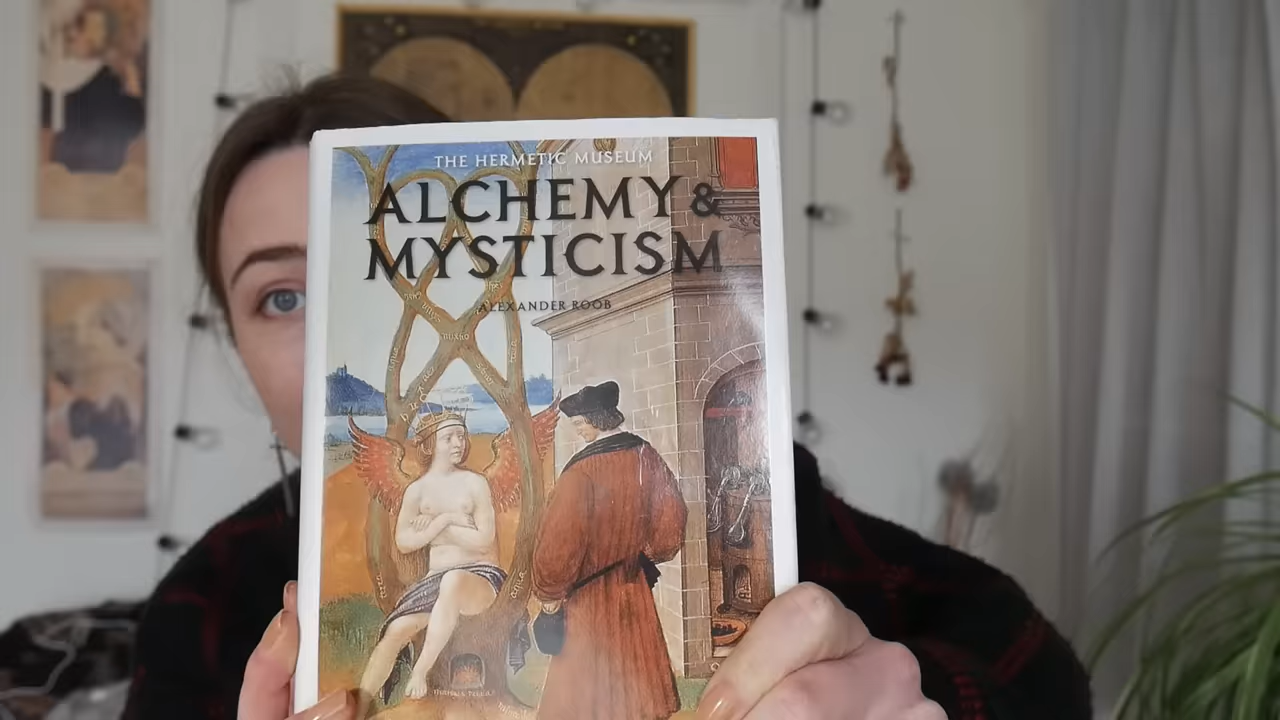 THE HERMETIC MUSEUM
ALCHEMY &
MYSTICISM
ALEXANDER ROOB